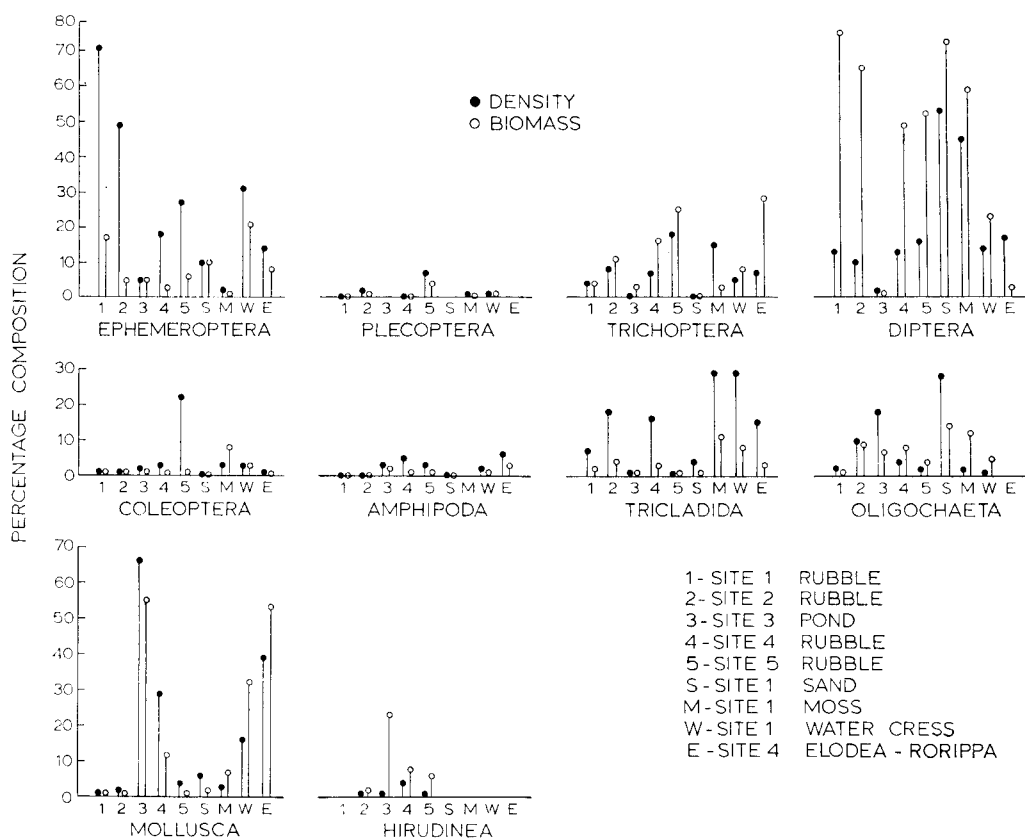 80
70
60
50
40
30
20
10
0
● DENSITY
○ BIOMASS
PERCENTAGE COMPOSITION
1 2 3 4 5 S M W E
EPHEMEROPTERA
1 2 3 4 5 S M W E
PLECOPTERA
1 2 3 4 5 S M W E
TRICHOPTERA
1 2 3 4 5 S M W E
DIPTERA
30
20
10
0
1 2 3 4 5 S M W E
COLEOPTERA
1 2 3 4 5 S M W E
AMPHIPODA
1 2 3 4 5 S M W E
TRICLADIDA
1 2 3 4 5 S M W E
OLIGOCHAETA
70
60
50
40
30
20
10
0
1 2 3 4 5 S M W E
MOLLUSCA
1 2 3 4 5 S M W E
HIRUDINEA
1- SITE 1 RUBBLE
2- SITE 2 RUBBLE
3- SITE 3 POND
4- SITE 4 RUBBLE
5- SITE 5 RUBBLE
S - SITE 1 SAND
M - SITE 1 MOSS
W - SITE 1 WATER CRESS
E - SITE 4 ELODEA - RORIPPA